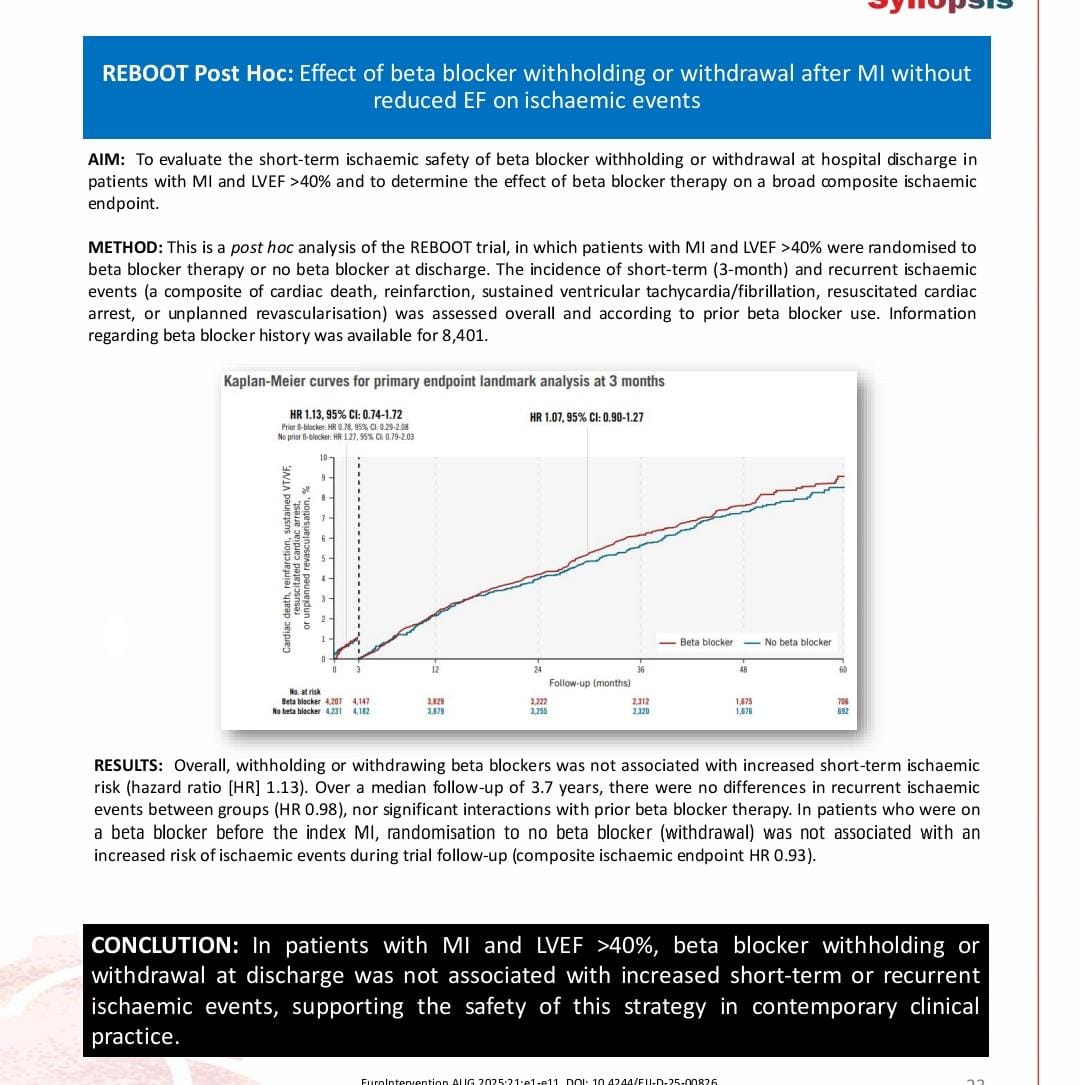 Synopsis
REBOOT Post Hoc: Effect of beta blocker withholding or withdrawal after MI without
reduced EF on ischaemic events
AIM: To evaluate the short-term ischaemic safety of beta blocker withholding or withdrawal at hospital discharge in
patients with MI and LVEF >40% and to determine the effect of beta blocker therapy on a broad composite ischaemic
endpoint.
METHOD: This is a post hoc analysis of the REBOOT trial, in which patients with MI and LVEF >40% were randomised to
beta blocker therapy or no beta blocker at discharge. The incidence of short-term (3-month) and recurrent ischaemic
events (a composite of cardiac death, reinfarction, sustained ventricular tachycardia/fibrillation, resuscitated cardiac
arrest, or unplanned revascularisation) was assessed overall and according to prior beta blocker use. Information
regarding beta blocker history was available for 8,401.
Kaplan-Meier curves for primary endpoint landmark analysis at 3 months
HR 1.13, 95% CI: 0.74-1.72
Prior ß-blocker: HR 0.78, 95% CI: 0.29-2.08
No prior ß-blocker: HR 1.27, 95% CI: 0.79-2.03
HR 1.07, 95% CI: 0.90-1.27
Cardiac death, reinfarction, sustained VT/VF,
resuscitated cardiac arrest,
or unplanned revascularisation, %
10
9
8
7
6
5
4
3
2
1
0
Beta blocker No beta blocker
0 3 12 24 36 48 60
Follow-up (months)
No. at risk
Beta blocker 4,207 4,147 3,829 3,222 2,312 1,675 706
No beta blocker 4,231 4,182 3,879 3,255 2,320 1,676 692
RESULTS: Overall, withholding or withdrawing beta blockers was not associated with increased short-term ischaemic
risk (hazard ratio [HR] 1.13). Over a median follow-up of 3.7 years, there were no differences in recurrent ischaemic
events between groups (HR 0.98), nor significant interactions with prior beta blocker therapy. In patients who were on
a beta blocker before the index MI, randomisation to no beta blocker (withdrawal) was not associated with an
increased risk of ischaemic events during trial follow-up (composite ischaemic endpoint HR 0.93).
CONCLUTION: In patients with MI and LVEF >40%, beta blocker withholding or
withdrawal at discharge was not associated with increased short-term or recurrent
ischaemic events, supporting the safety of this strategy in contemporary clinical
practice.
EuroIntervention AUG 2025;21:e1-e11. DOI: 10.4244/EIJ-D-25-00826